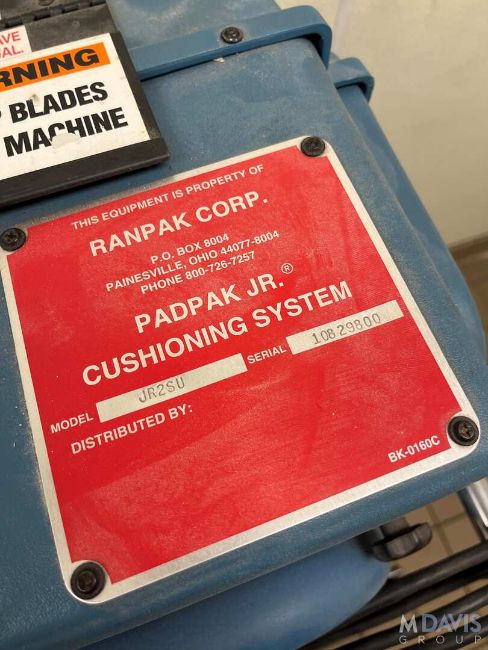 AVE
UAL.
RNING
BLADES
MACHINE
THIS EQUIPMENT IS PROPERTY OF
RANPAK CORP.
P.O. BOX 8004
PAINESVILLE, OHIO 44077-8004
PHONE 800-726-7257
PADPAK JR.®
CUSHIONING SYSTEM
MODEL JR2SU SERIAL 10829800
DISTRIBUTED BY:
BK-0160C
MDAVIS
GROUP